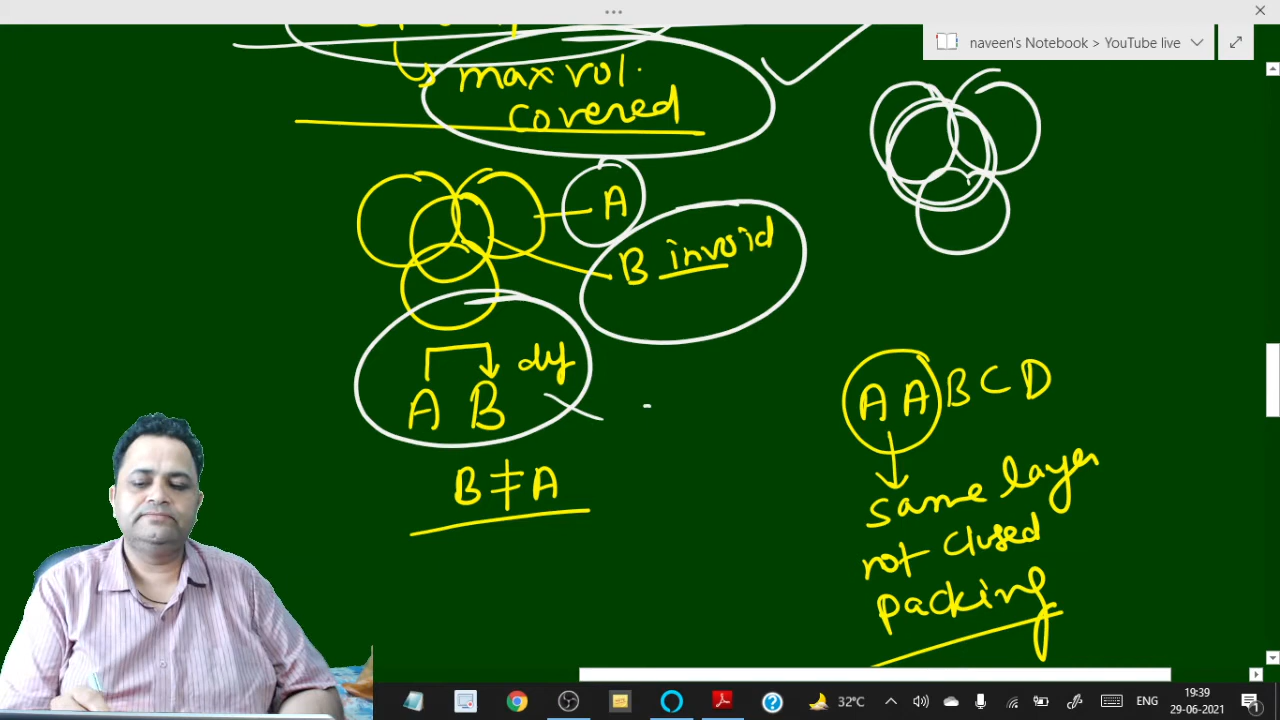 naveen's Notebook > YouTube live
max vol.
covered
A
B invoid
A B
B ≠ A
A A B C D
same layer
not closed
packing
32°C
ENG
19:39
29-06-2021